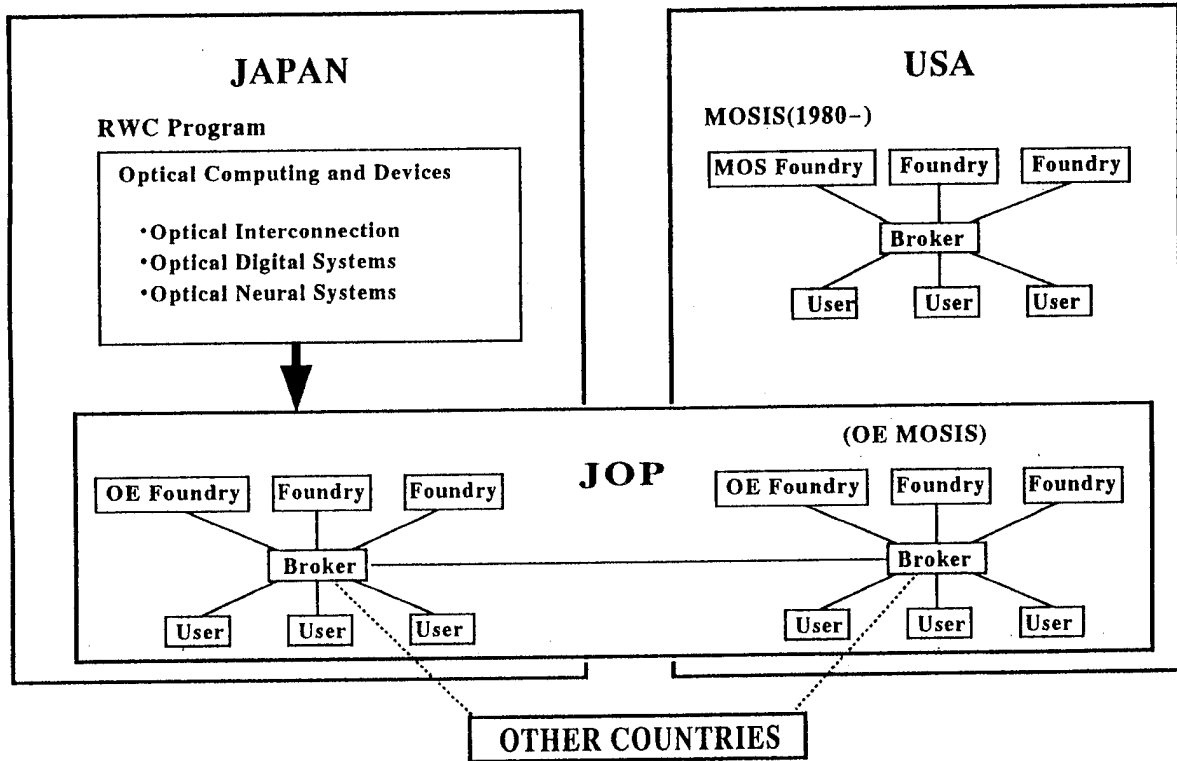 JAPAN
RWC Program
Optical Computing and Devices
・Optical Interconnection
・Optical Digital Systems
・Optical Neural Systems
USA
MOSIS(1980-)
MOS Foundry Foundry Foundry
Broker
User User User
(OE MOSIS)
JOP
OE Foundry Foundry Foundry
Broker
User User User
OE Foundry Foundry Foundry
Broker
User User User
OTHER COUNTRIES